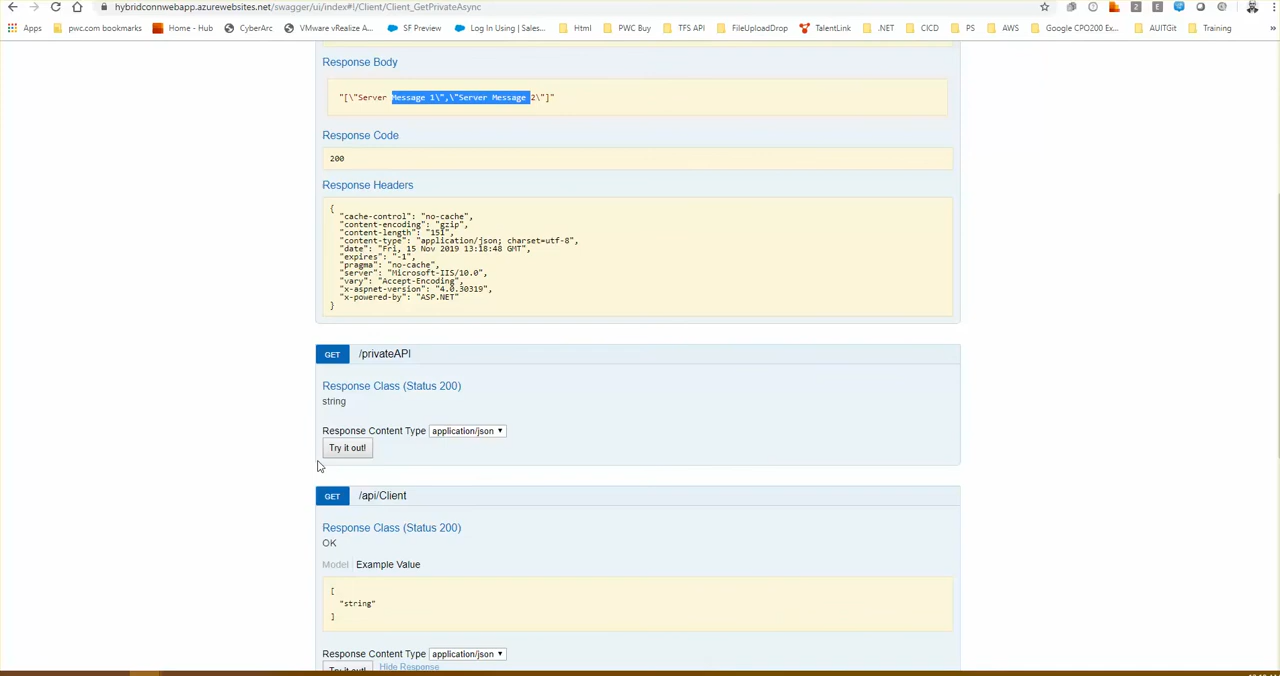 hybridconnwebapp.azurewebsites.net/swagger/ui/index#!/Client/Client_GetPrivateAsync
Apps pwc.com bookmarks Home - Hub CyberArc VMware vRealize A... SF Preview Log In Using | Sales... Html PWC Buy TFS API FileUploadDrop TalentLink .NET CICD PS AWS Google CPO200 Ex... AUITGit Training »
Response Body
"[\"Server Message 1\",\"Server Message 2\"]"
Response Code
200
Response Headers
{
"cache-control": "no-cache",
"content-encoding": "gzip",
"content-length": "151",
"content-type": "application/json; charset=utf-8",
"date": "Fri, 15 Nov 2019 13:18:48 GMT",
"expires": "-1",
"pragma": "no-cache",
"server": "Microsoft-IIS/10.0",
"vary": "Accept-Encoding",
"x-aspnet-version": "4.0.30319",
"x-powered-by": "ASP.NET"
}
GET /privateAPI
Response Class (Status 200)
string
Response Content Type application/json
Try it out!
GET /api/Client
Response Class (Status 200)
OK
Model Example Value
[
"string"
]
Response Content Type application/json
Try it out! Hide Response